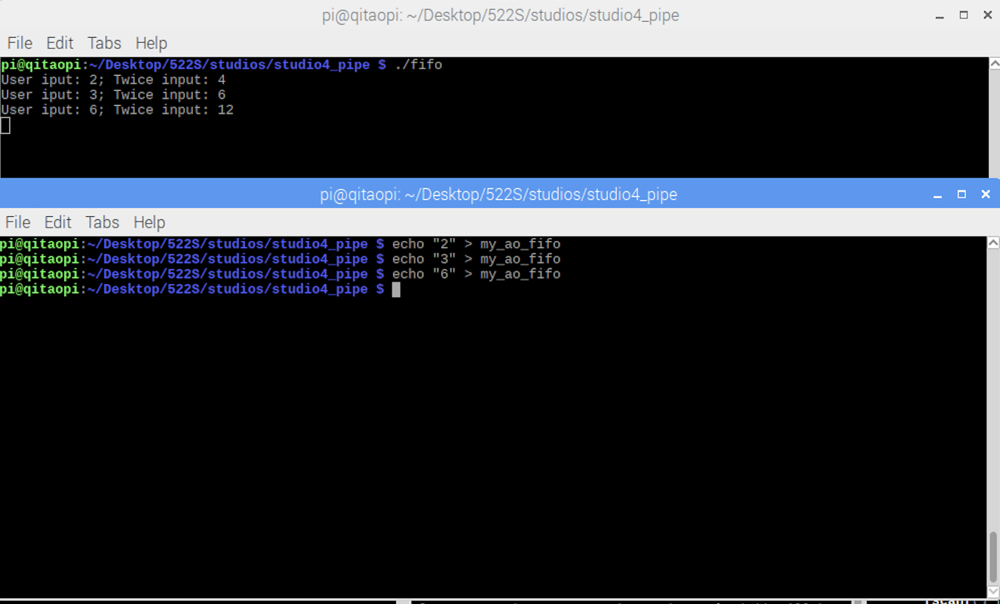 pi@qitaopi: ~/Desktop/522S/studios/studio4_pipe
File Edit Tabs Help
pi@qitaopi:~/Desktop/522S/studios/studio4_pipe $ ./fifo
User iput: 2; Twice input: 4
User iput: 3; Twice input: 6
User iput: 6; Twice input: 12
pi@qitaopi: ~/Desktop/522S/studios/studio4_pipe
File Edit Tabs Help
pi@qitaopi:~/Desktop/522S/studios/studio4_pipe $ echo "2" > my_ao_fifo
pi@qitaopi:~/Desktop/522S/studios/studio4_pipe $ echo "3" > my_ao_fifo
pi@qitaopi:~/Desktop/522S/studios/studio4_pipe $ echo "6" > my_ao_fifo
pi@qitaopi:~/Desktop/522S/studios/studio4_pipe $